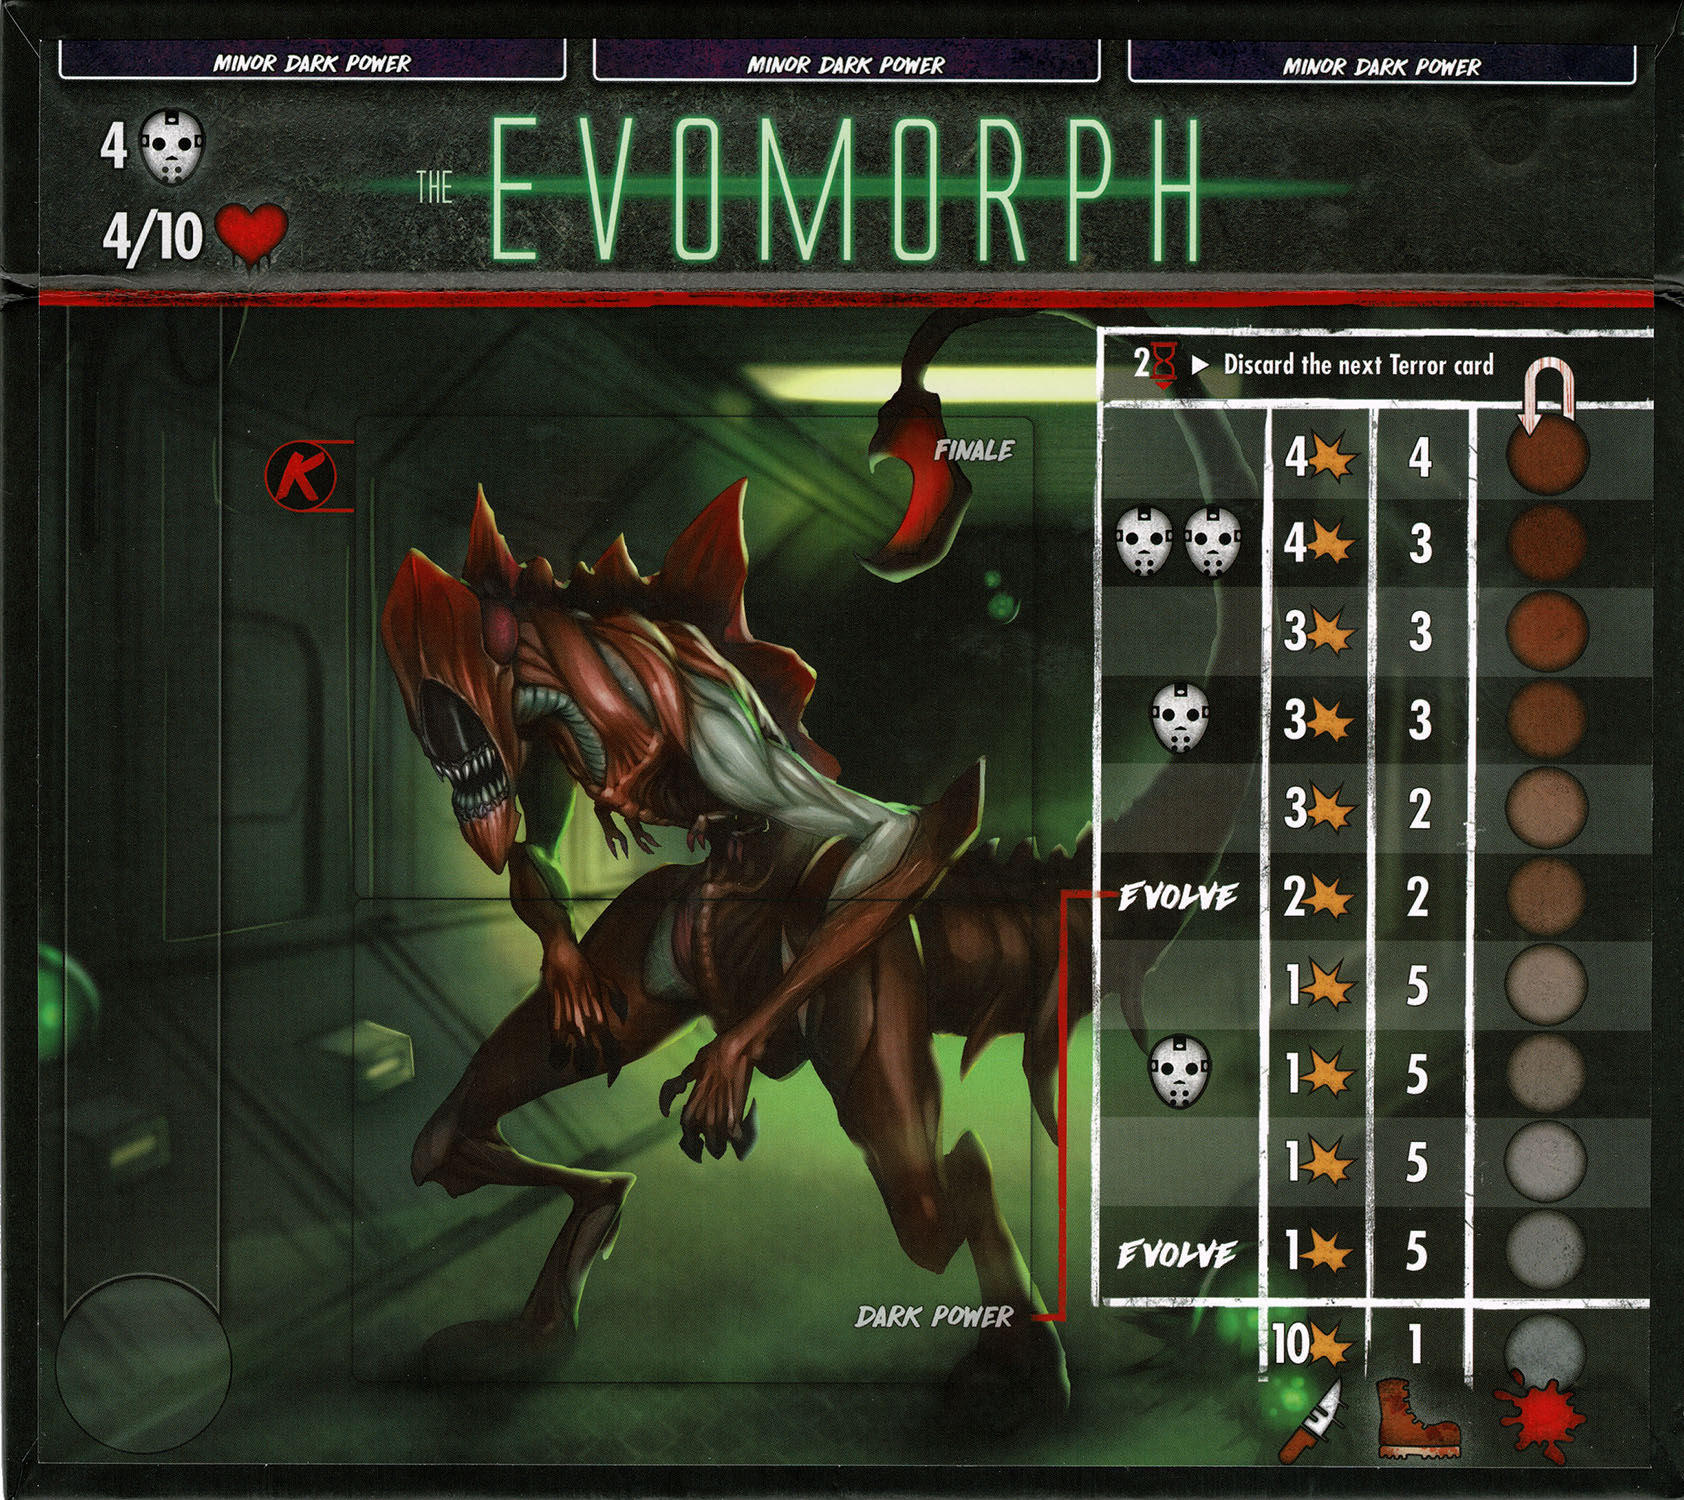 MINOR DARK POWER
MINOR DARK POWER
MINOR DARK POWER
4
4/10
THE EVOMORPH
2 Discard the next Terror card
K
FINALE
4 4
4 3
3 3
3 3
3 2
EVOLVE 2 2
1 5
1 5
1 5
EVOLVE 1 5
DARK POWER
10 1